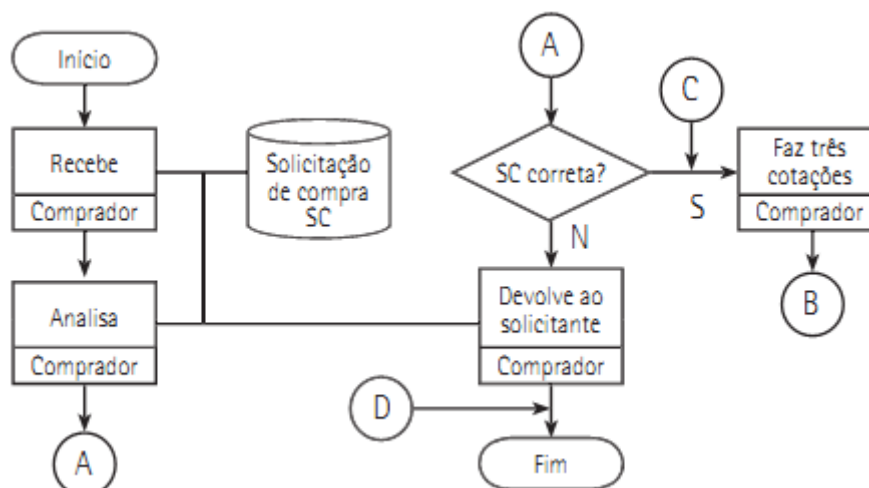 Início
Recebe
Comprador
Solicitação
de compra
SC
Analisa
Comprador
A
A
SC correta?
C
S
N
Faz três
cotações
Comprador
B
Devolve ao
solicitante
Comprador
D
Fim